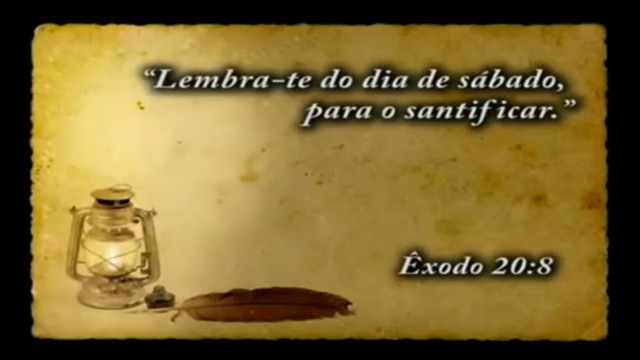 “Lembra-te do dia de sábado,
para o santificar.”
Êxodo 20:8